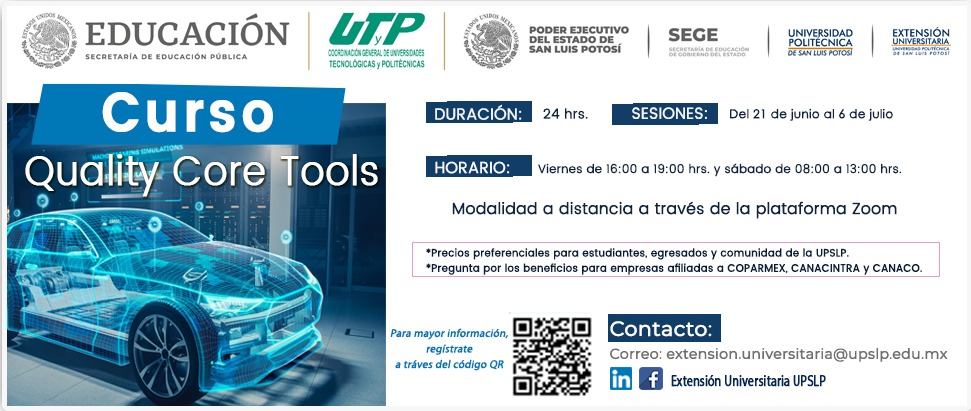 EDUCACIÓN
SECRETARÍA DE EDUCACIÓN PÚBLICA
UTyP
COORDINACIÓN GENERAL DE UNIVERSIDADES
TECNOLÓGICAS y POLITÉCNICAS
PODER EJECUTIVO
DEL ESTADO DE
SAN LUIS POTOSÍ
SEGE
SECRETARÍA DE EDUCACIÓN
DE GOBIERNO DEL ESTADO
UNIVERSIDAD
POLITÉCNICA
DE SAN LUIS POTOSÍ
EXTENSIÓN
UNIVERSITARIA
UNIVERSIDAD POLITÉCNICA
DE SAN LUIS POTOSÍ
Curso
Quality Core Tools
DURACIÓN: 24 hrs.
SESIONES: Del 21 de junio al 6 de julio
HORARIO: Viernes de 16:00 a 19:00 hrs. y sábado de 08:00 a 13:00 hrs.
Modalidad a distancia a través de la plataforma Zoom
*Precios preferenciales para estudiantes, egresados y comunidad de la UPSLP.
*Pregunta por los beneficios para empresas afiliadas a COPARMEX, CANACINTRA y CANACO.
Para mayor información,
regístrate
a tráves del código QR
Contacto:
Correo: extension.universitaria@upslp.edu.mx
Extensión Universitaria UPSLP